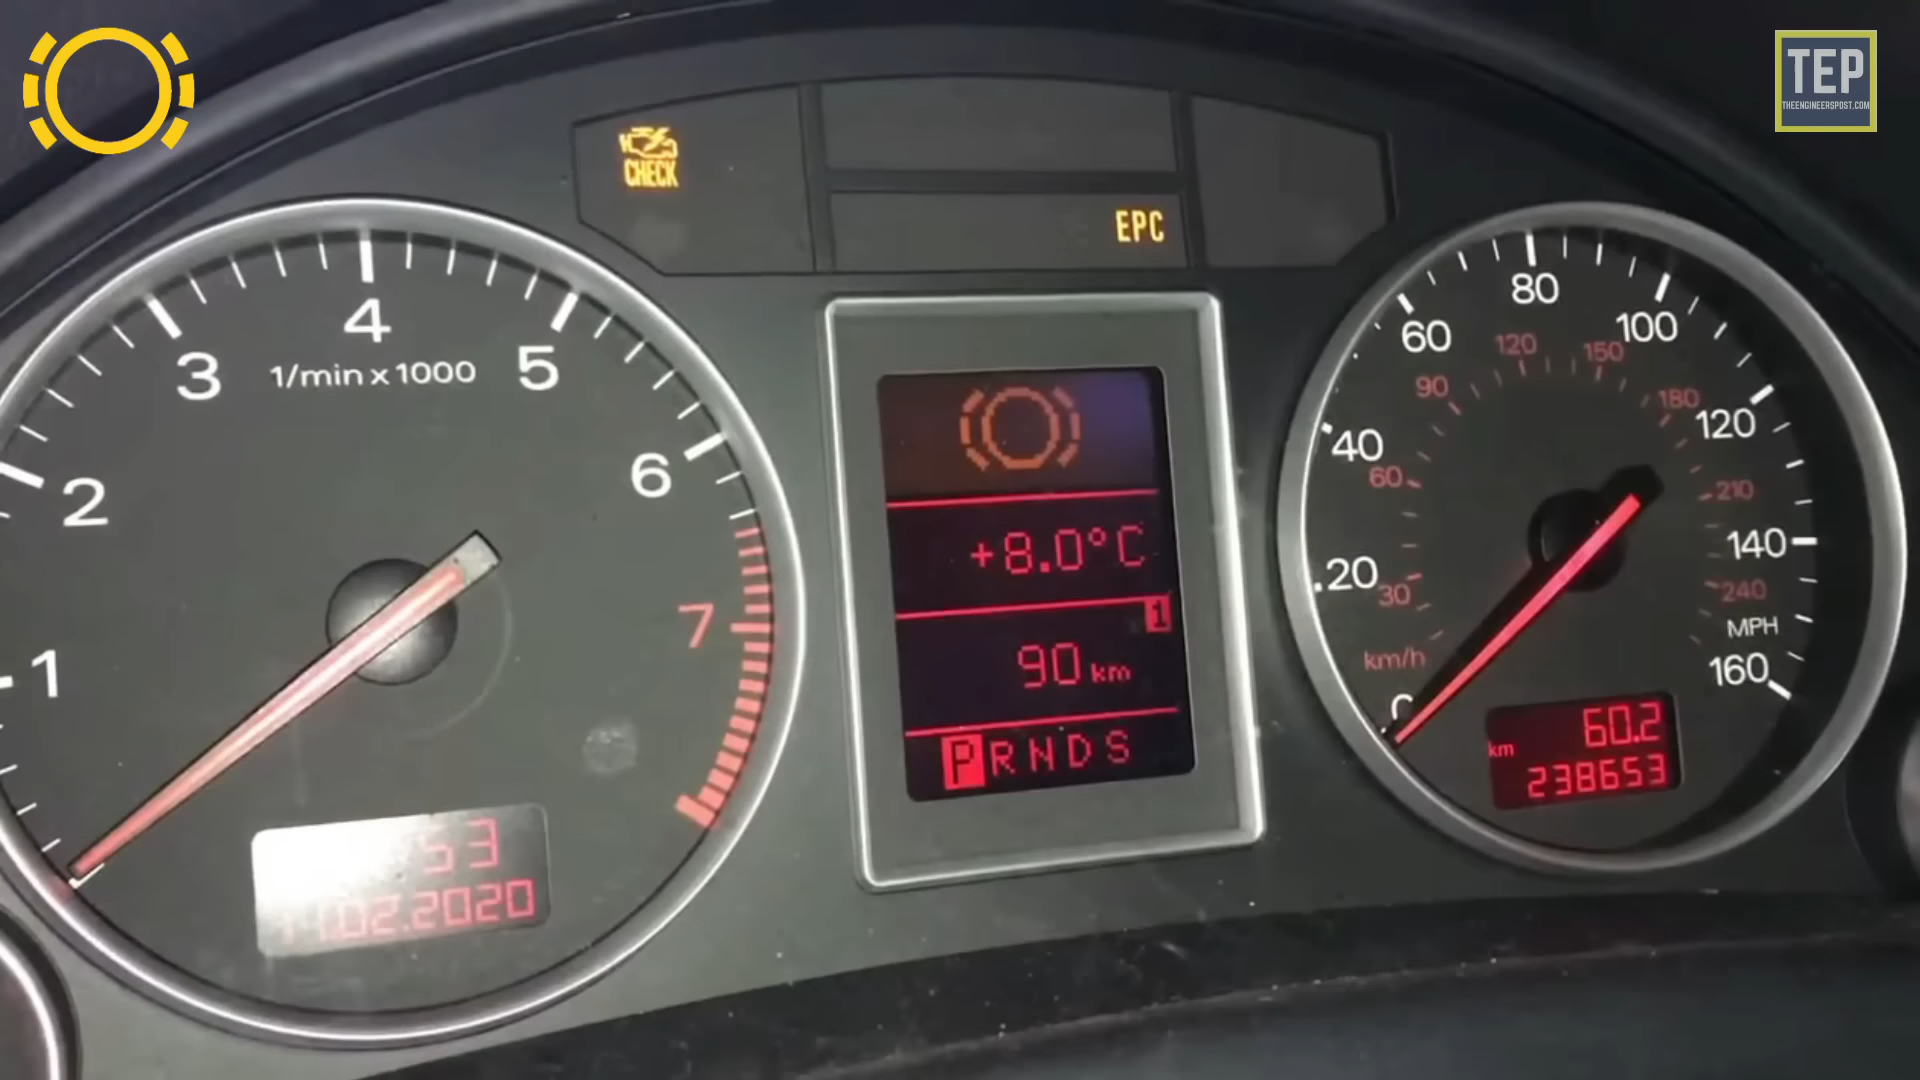 TEP
THEENGINEERSPOST.COM
CHECK
EPC
1
2
3
4
5
6
7
1/min x 1000
53
.02.2020
+8.0°C
1
90 km
P R N D S
20
40
60
80
100
120
140
160
MPH
30
60
90
120
150
180
210
240
km/h
km
60.2
238653